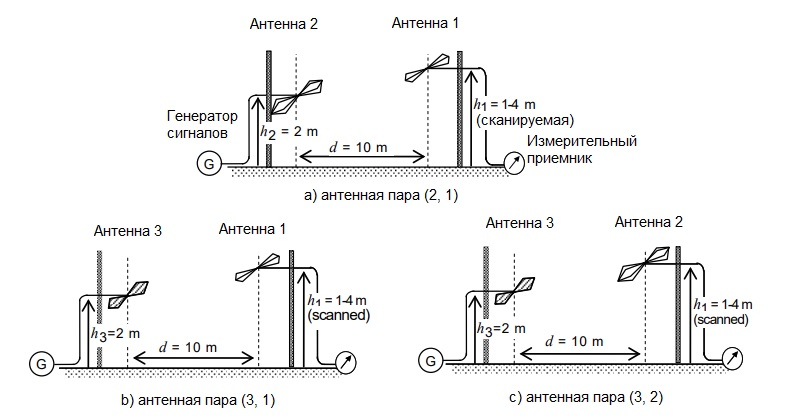 Антенна 2
Антенна 1
Генератор
сигналов
h2 = 2 m
h1 = 1-4 m
(сканируемая)
d = 10 m
Измерительный
приемник
G
a) антенная пара (2, 1)
Антенна 3
Антенна 1
h3=2 m
h1 = 1-4 m
(scanned)
d = 10 m
G
b) антенная пара (3, 1)
Антенна 3
Антенна 2
h3=2 m
h1 = 1-4 m
(scanned)
d = 10 m
G
c) антенная пара (3, 2)